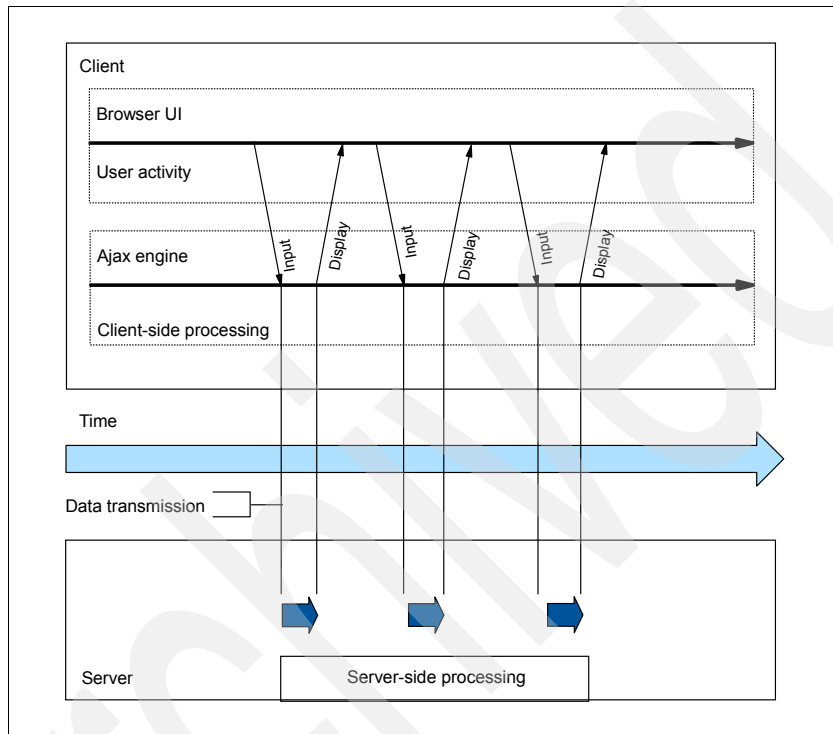 Client
Browser UI
User activity
Input
Display
Input
Display
Input
Display
Ajax engine
Client-side processing
Time
Data transmission
Server
Server-side processing
Archived